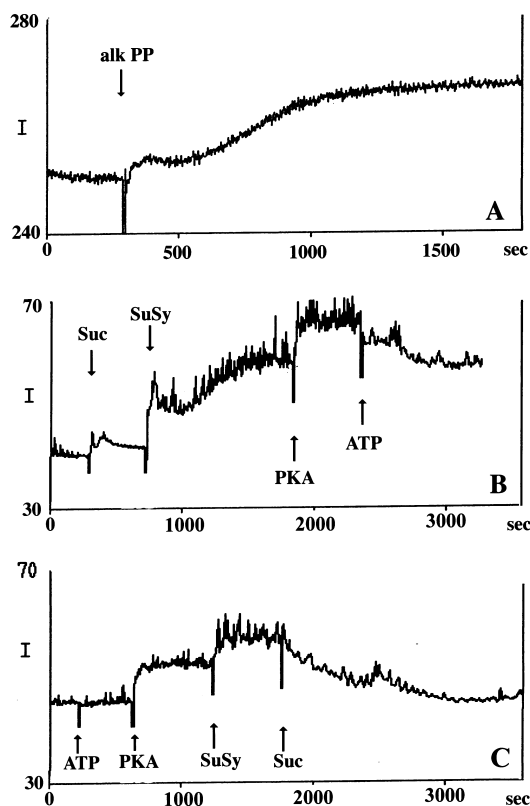 280
alk PP
I
A
240
0 500 1000 1500 sec
70
SuSy
Suc
I
ATP
PKA
B
30
0 1000 2000 3000 sec
70
I
ATP PKA SuSy Suc
C
30
0 1000 2000 3000 sec